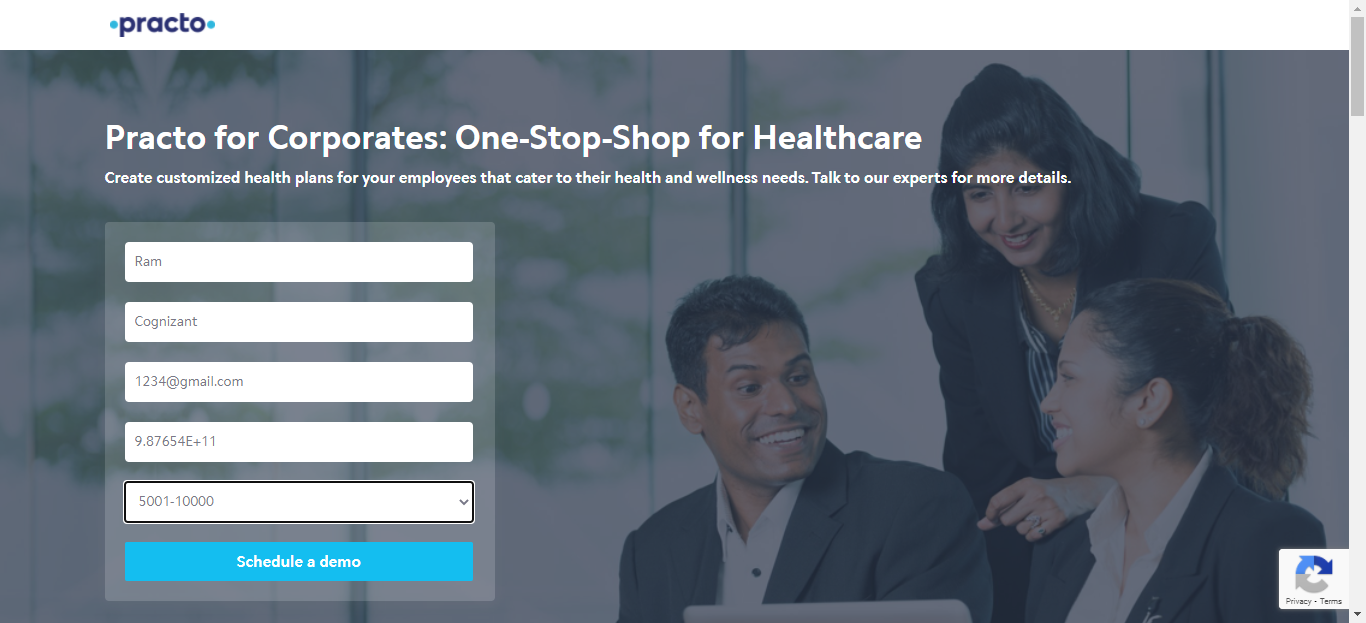 practo
Practo for Corporates: One-Stop-Shop for Healthcare
Create customized health plans for your employees that cater to their health and wellness needs. Talk to our experts for more details.
Ram
Cognizant
1234@gmail.com
9.87654E+11
5001-10000
Schedule a demo
Privacy - Terms